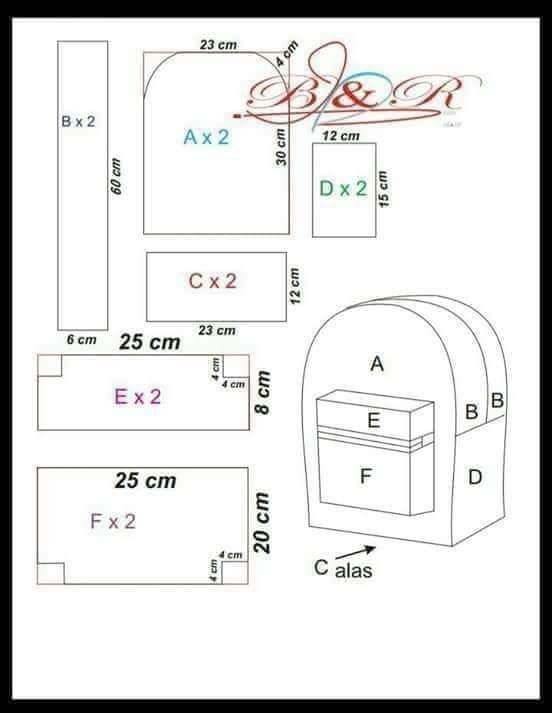 23 cm
4 cm
B & R
B x 2
A x 2
60 cm
30 cm
12 cm
D x 2
15 cm
C x 2
12 cm
23 cm
6 cm
25 cm
4 cm
4 cm
E x 2
8 cm
25 cm
F x 2
20 cm
4 cm
4 cm
A
E
F
B
B
D
C alas